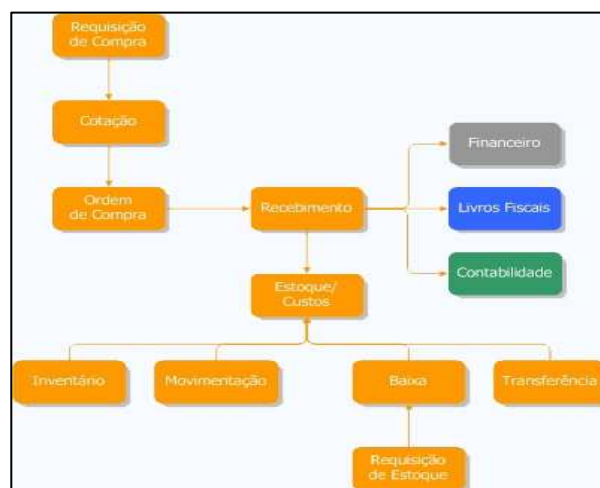 Requisição
de Compra
Cotação
Ordem
de Compra
Recebimento
Financeiro
Livros Fiscais
Contabilidade
Estoque/
Custos
Inventário
Movimentação
Baixa
Transferência
Requisição
de Estoque